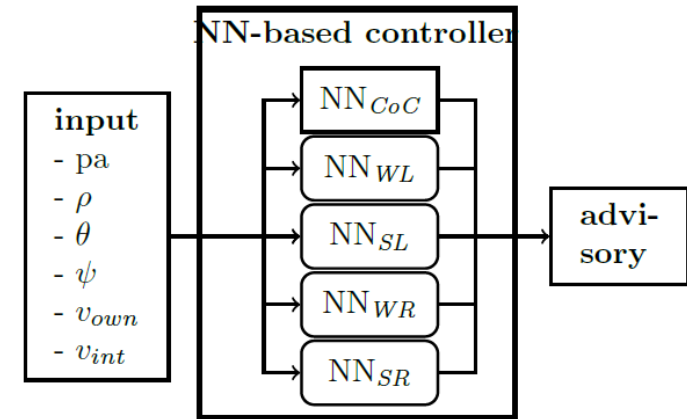 NN-based controller
input
- pa
- ρ
- θ
- ψ
- v_own
- v_int
NN_CoC
NN_WL
NN_SL
NN_WR
NN_SR
advi-
sory